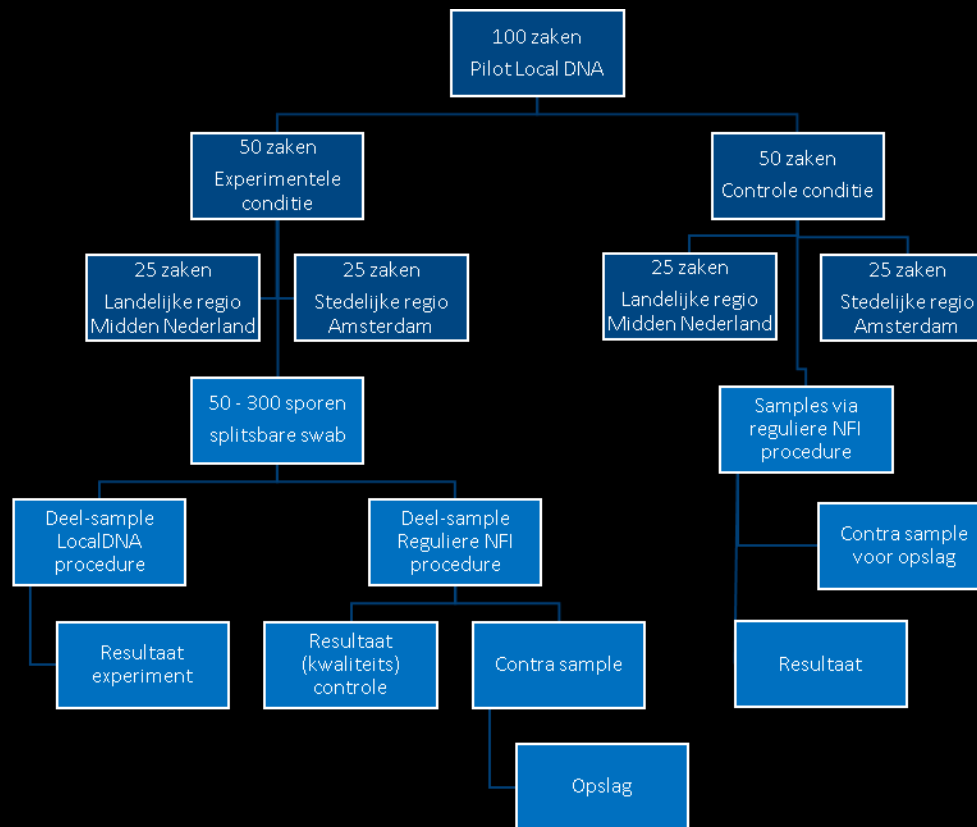 100 zaken
Pilot Local DNA
50 zaken
Experimentele
conditie
50 zaken
Controle conditie
25 zaken
Landelijke regio
Midden Nederland
25 zaken
Stedelijke regio
Amsterdam
25 zaken
Landelijke regio
Midden Nederland
25 zaken
Stedelijke regio
Amsterdam
50 - 300 sporen
splitsbare swab
Samples via
reguliere NFI
procedure
Deel-sample
LocalDNA
procedure
Deel-sample
Reguliere NFI
procedure
Contra sample
voor opslag
Resultaat
experiment
Resultaat
(kwaliteits)
controle
Contra sample
Resultaat
Opslag